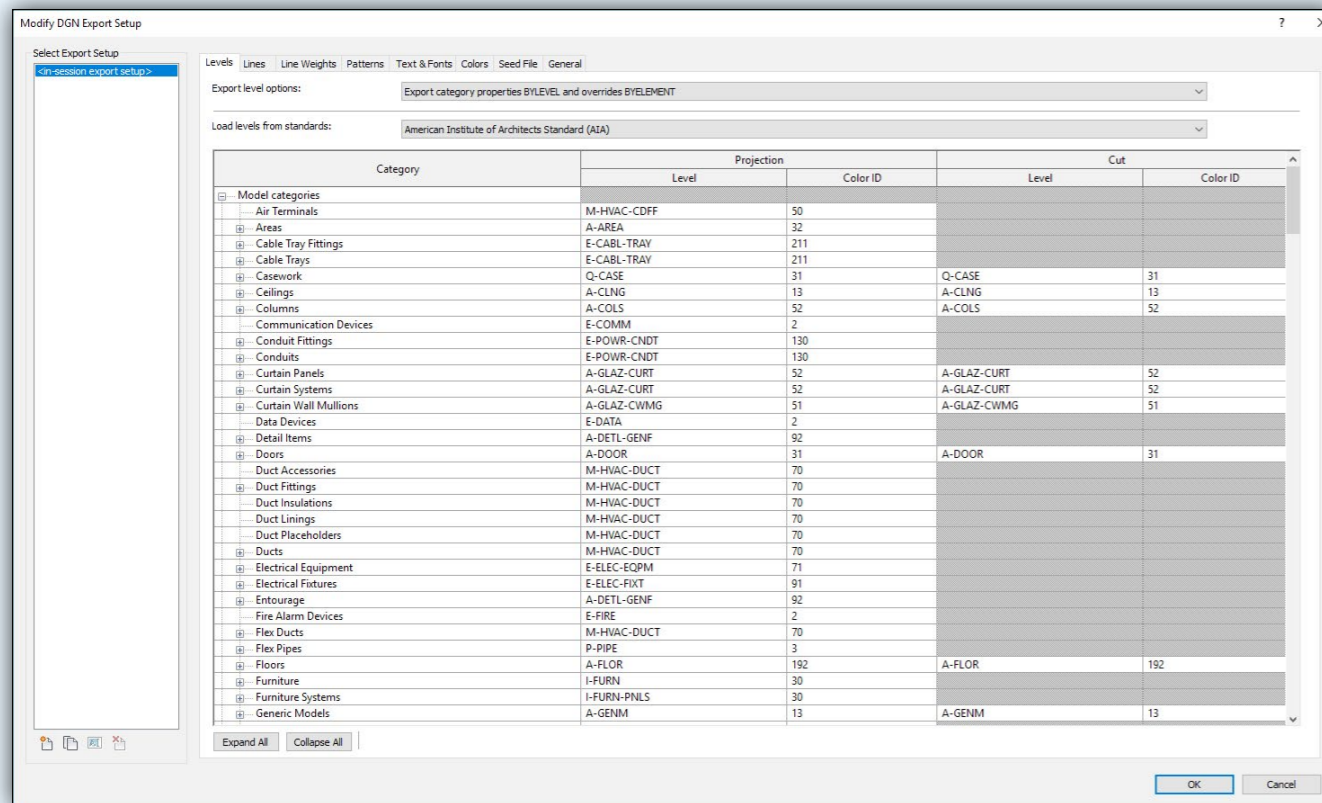 Modify DGN Export Setup
Select Export Setup
<in-session export setup>
Levels Lines Line Weights Patterns Text & Fonts Colors Seed File General
Export level options: Export category properties BYLEVEL and overrides BYELEMENT
Load levels from standards: American Institute of Architects Standard (AIA)
Category Projection Cut
Level Color ID Level Color ID
Model categories
Air Terminals M-HVAC-CDFF 50
Areas A-AREA 32
Cable Tray Fittings E-CABL-TRAY 211
Cable Trays E-CABL-TRAY 211
Casework Q-CASE 31 Q-CASE 31
Ceilings A-CLNG 13 A-CLNG 13
Columns A-COLS 52 A-COLS 52
Communication Devices E-COMM 2
Conduit Fittings E-POWR-CNDT 130
Conduits E-POWR-CNDT 130
Curtain Panels A-GLAZ-CURT 52 A-GLAZ-CURT 52
Curtain Systems A-GLAZ-CURT 52 A-GLAZ-CURT 52
Curtain Wall Mullions A-GLAZ-CWMG 51 A-GLAZ-CWMG 51
Data Devices E-DATA 2
Detail Items A-DETL-GENF 92
Doors A-DOOR 31 A-DOOR 31
Duct Accessories M-HVAC-DUCT 70
Duct Fittings M-HVAC-DUCT 70
Duct Insulations M-HVAC-DUCT 70
Duct Linings M-HVAC-DUCT 70
Duct Placeholders M-HVAC-DUCT 70
Ducts M-HVAC-DUCT 70
Electrical Equipment E-ELEC-EQPM 71
Electrical Fixtures E-ELEC-FIXT 91
Entourage A-DETL-GENF 92
Fire Alarm Devices E-FIRE 2
Flex Ducts M-HVAC-DUCT 70
Flex Pipes P-PIPE 3
Floors A-FLOR 192 A-FLOR 192
Furniture I-FURN 30
Furniture Systems I-FURN-PNLS 30
Generic Models A-GENM 13 A-GENM 13
Expand All Collapse All
OK Cancel